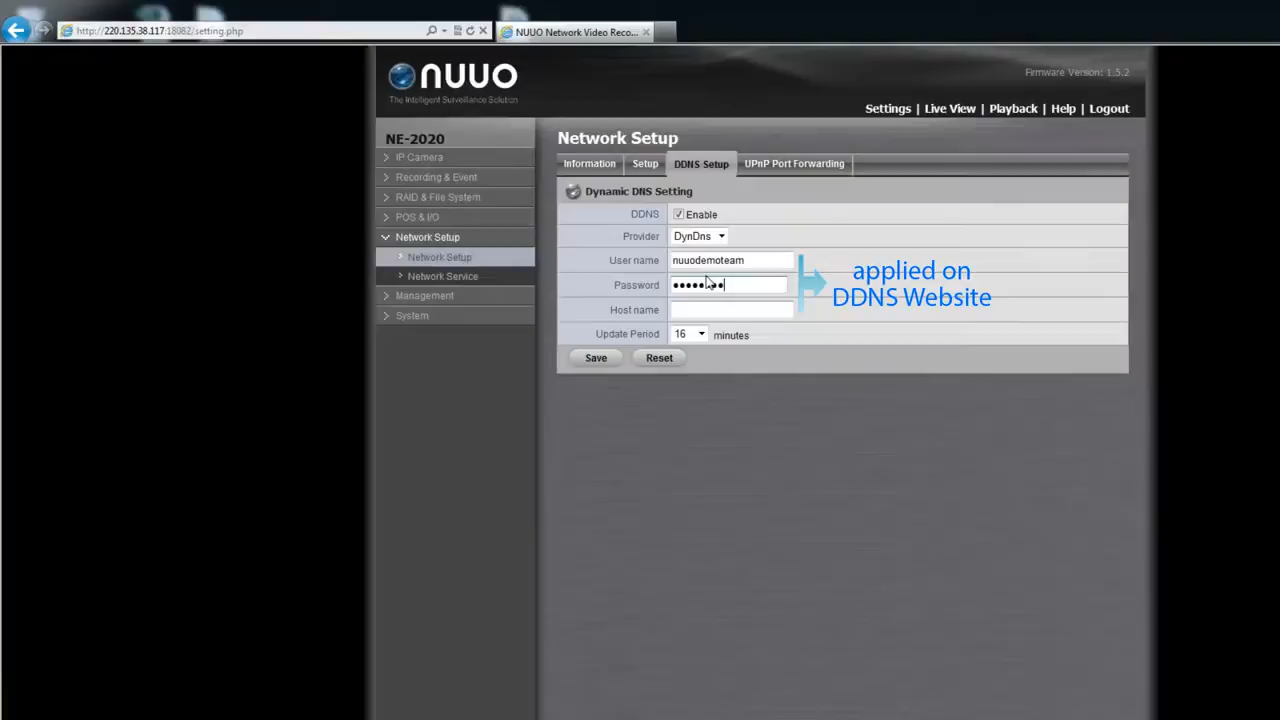 http://220.135.38.117:18082/setting.php
NUUO Network Video Reco...
NUUO
The Intelligent Surveillance Solution
Firmware Version: 1.5.2
Settings | Live View | Playback | Help | Logout
NE-2020
IP Camera
Recording & Event
RAID & File System
POS & I/O
Network Setup
Network Setup
Network Service
Management
System
Network Setup
Information Setup DDNS Setup UPnP Port Forwarding
Dynamic DNS Setting
DDNS Enable
Provider DynDns
User name nuuodemoteam
Password
Host name
Update Period 16 minutes
Save Reset
applied on
DDNS Website